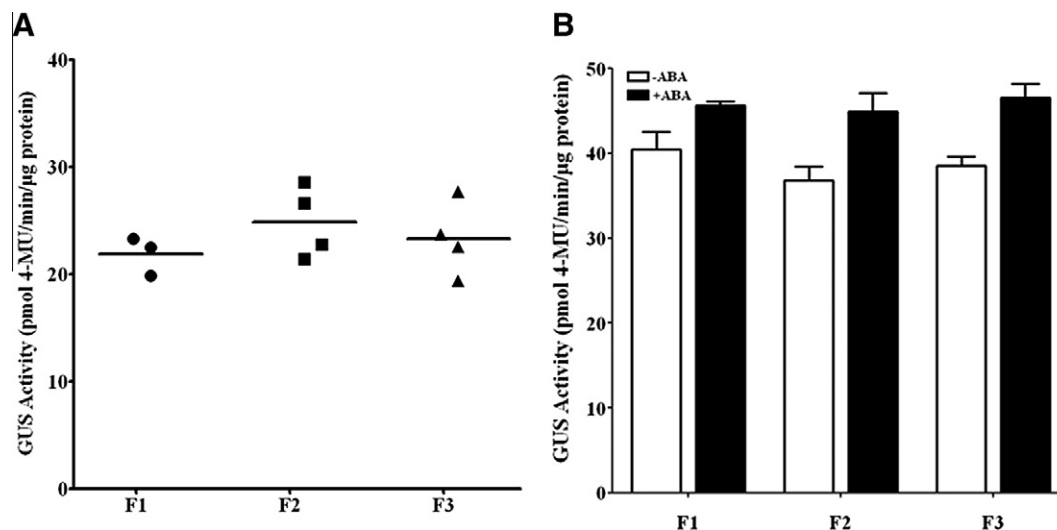 A
GUS Activity (pmol 4-MU/min/µg protein)
40
30
20
10
0
F1 F2 F3
B
GUS Activity (pmol 4-MU/min/µg protein)
50
40
30
20
10
0
-ABA
+ABA
F1 F2 F3